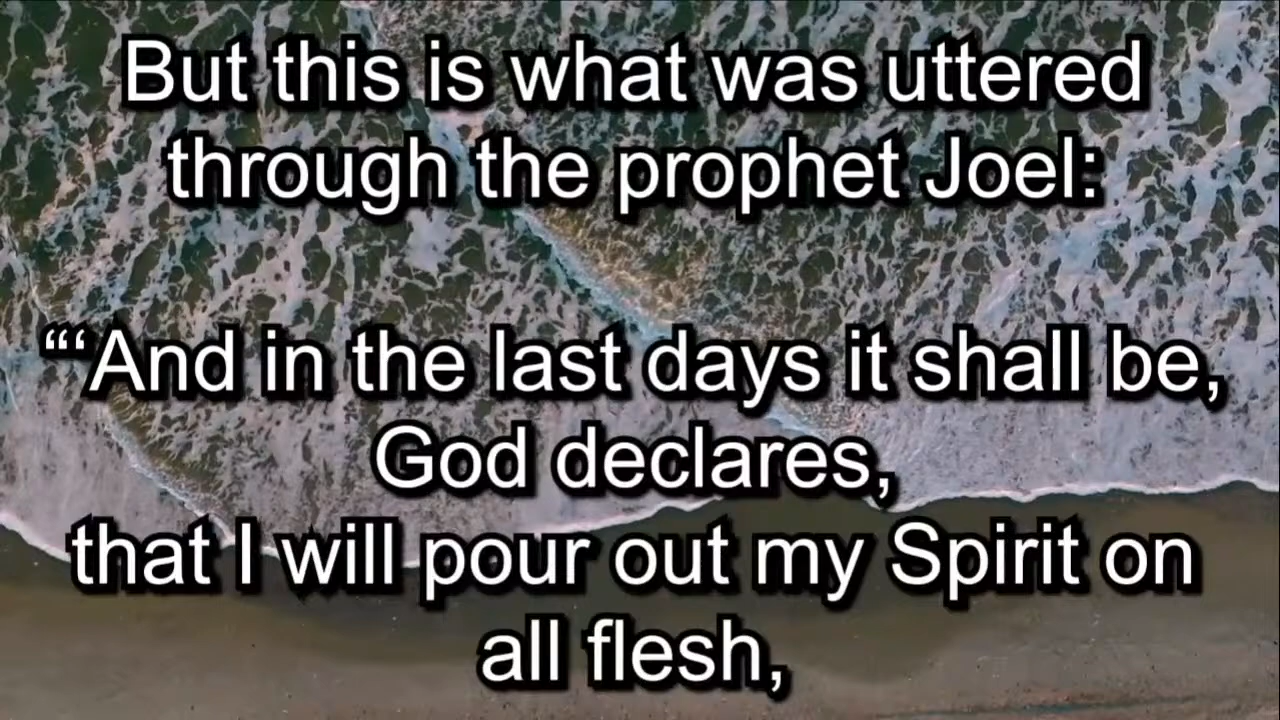 But this is what was uttered
through the prophet Joel:
“‘And in the last days it shall be,
God declares,
that I will pour out my Spirit on
all flesh,